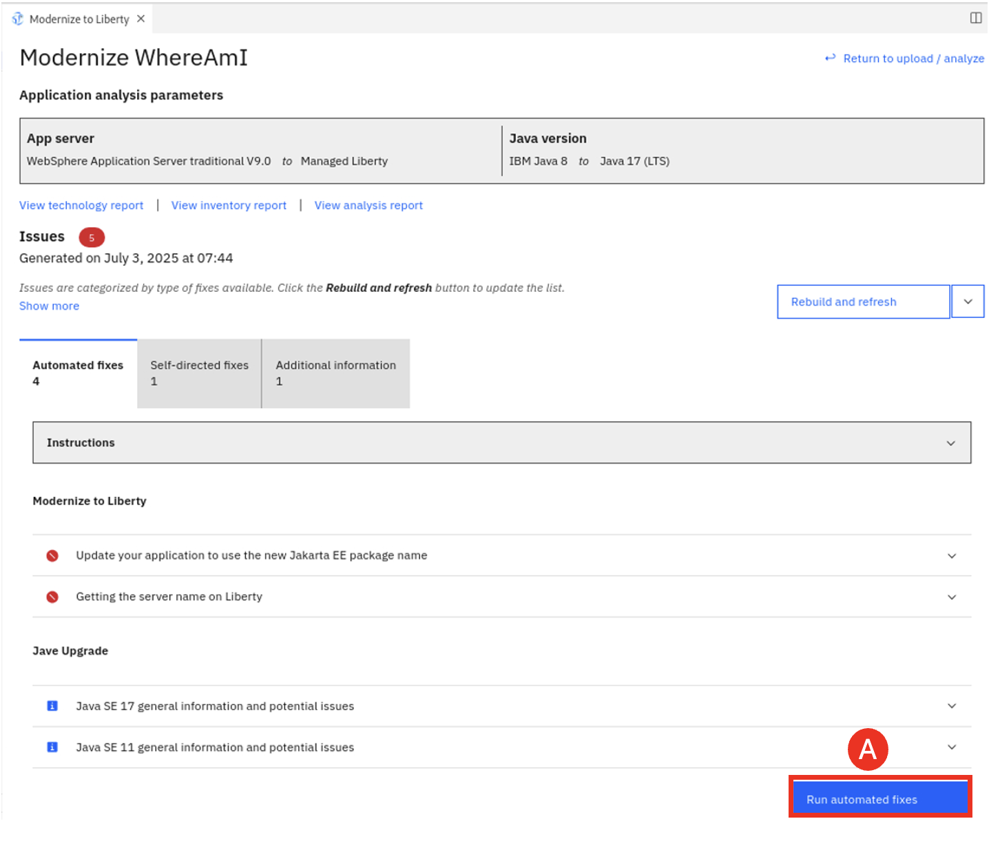 Modernize to Liberty
Modernize WhereAmI
Return to upload / analyze
Application analysis parameters
App server
WebSphere Application Server traditional V9.0 to Managed Liberty
Java version
IBM Java 8 to Java 17 (LTS)
View technology report | View inventory report | View analysis report
Issues 5
Generated on July 3, 2025 at 07:44
Issues are categorized by type of fixes available. Click the Rebuild and refresh button to update the list.
Show more
Rebuild and refresh
Automated fixes
4
Self-directed fixes
1
Additional information
1
Instructions
Modernize to Liberty
Update your application to use the new Jakarta EE package name
Getting the server name on Liberty
Jave Upgrade
Java SE 17 general information and potential issues
Java SE 11 general information and potential issues
A
Run automated fixes